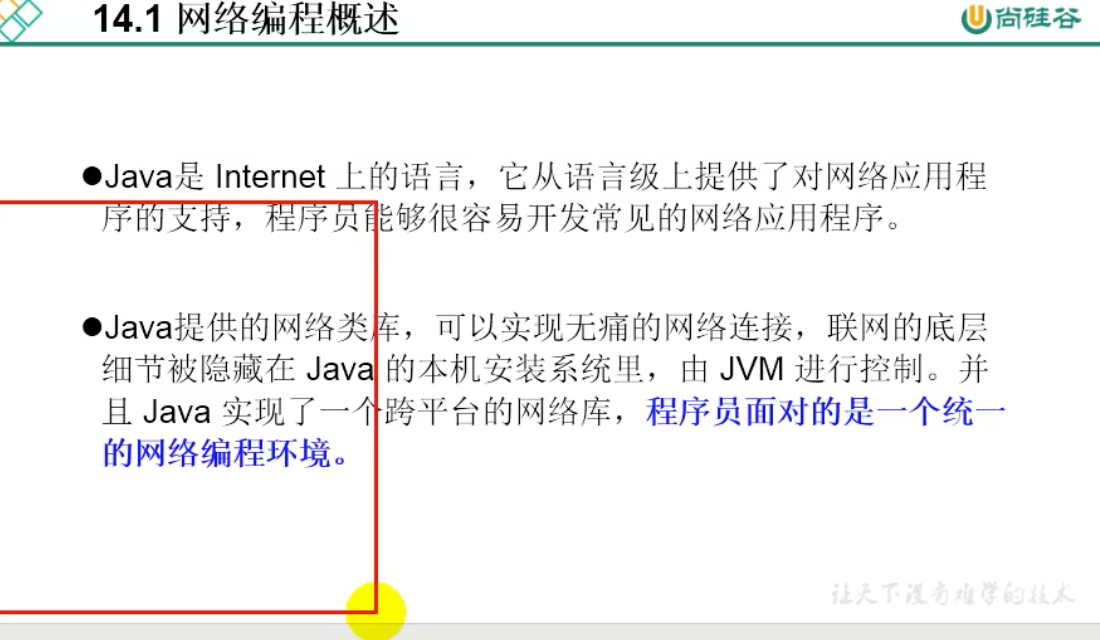 14.1 网络编程概述
尚硅谷
●Java是 Internet 上的语言，它从语言级上提供了对网络应用程
序的支持，程序员能够很容易开发常见的网络应用程序。
●Java提供的网络类库，可以实现无痛的网络连接，联网的底层
细节被隐藏在 Java 的本机安装系统里，由 JVM 进行控制。并
且 Java 实现了一个跨平台的网络库，程序员面对的是一个统一
的网络编程环境。
让天下没有难学的技术